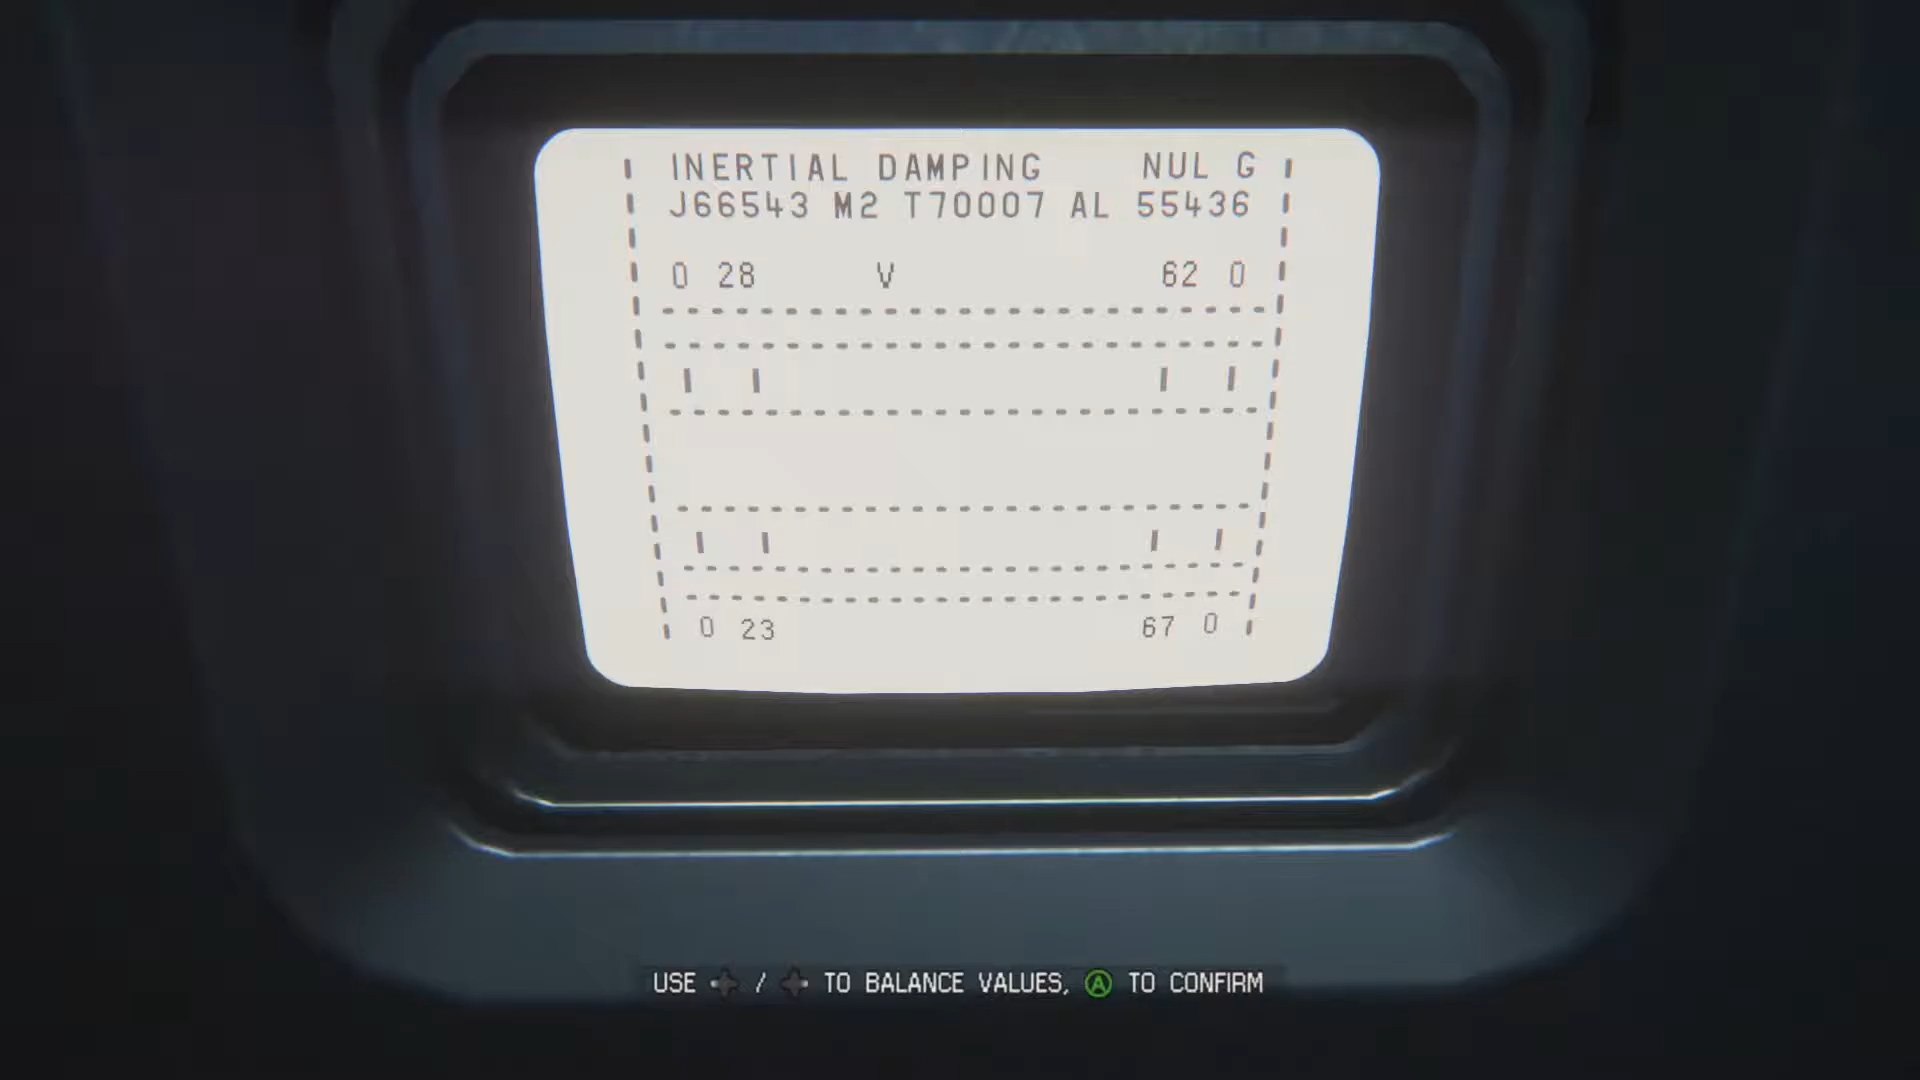 INERTIAL DAMPING NUL G
J66543 M2 T70007 AL 55436
0 28 V 62 0
0 23 67 0
USE / TO BALANCE VALUES, A TO CONFIRM